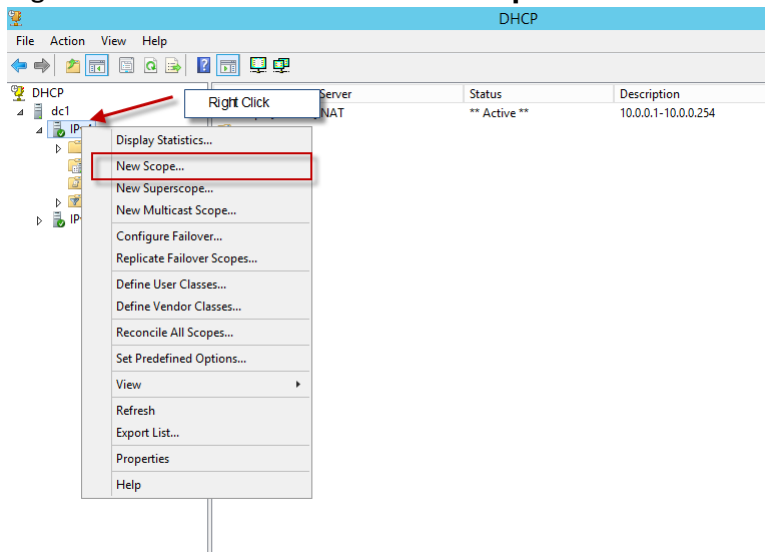 DHCP
File Action View Help
DHCP
Server Status Description
dc1
NAT ** Active ** 10.0.0.1-10.0.0.254
Right Click
Display Statistics...
New Scope...
New Superscope...
New Multicast Scope...
Configure Failover...
Replicate Failover Scopes...
Define User Classes...
Define Vendor Classes...
Reconcile All Scopes...
Set Predefined Options...
View
Refresh
Export List...
Properties
Help